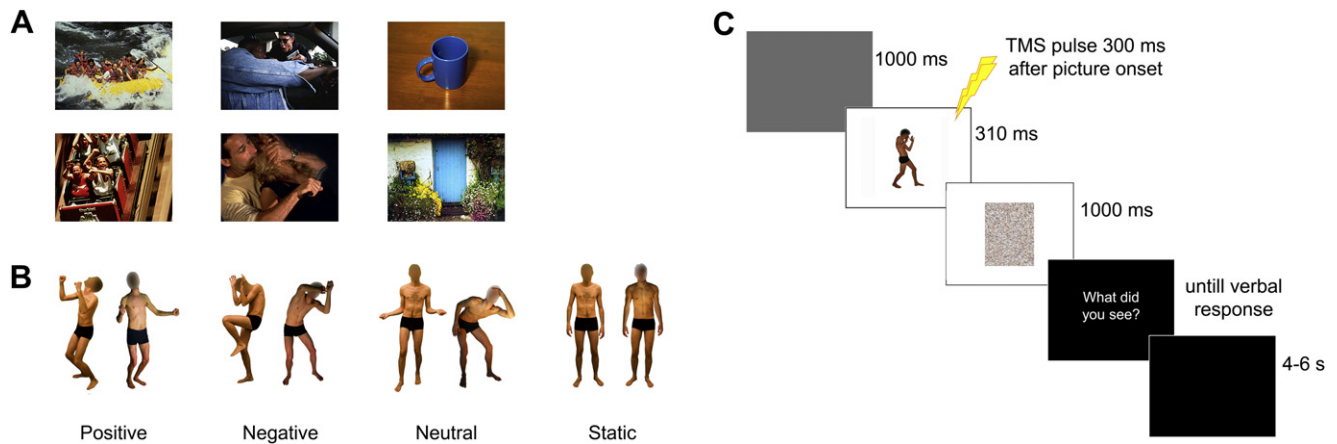 A
B
Positive
Negative
Neutral
Static
C
1000 ms
TMS pulse 300 ms
after picture onset
310 ms
1000 ms
What did
you see?
untill verbal
response
4-6 s